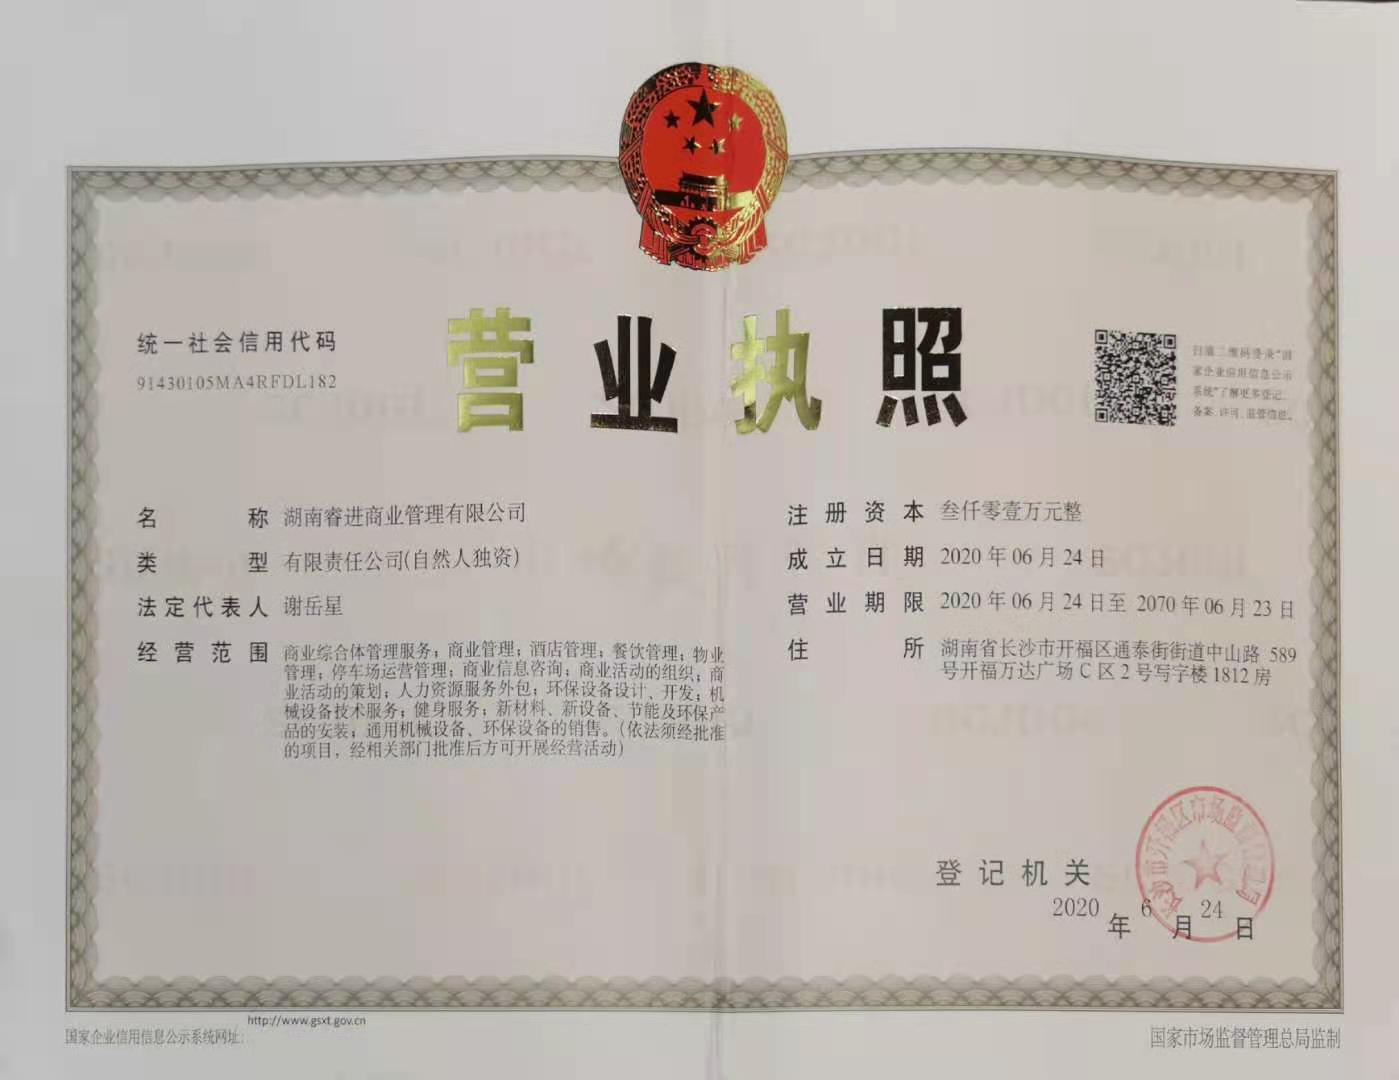 统一社会信用代码
91430105MA4RFDL182
营业执照
扫描二维码登录“国
家企业信用信息公示
系统”了解更多登记、
备案、许可、监管信息。
名称 湖南睿进商业管理有限公司
类型 有限责任公司(自然人独资)
法定代表人 谢岳星
经营范围 商业综合体管理服务；商业管理；酒店管理；餐饮管理；物业
管理；停车场运营管理；商业信息咨询；商业活动的组织；商
业活动的策划；人力资源服务外包；环保设备设计、开发；机
械设备技术服务；健身服务；新材料、新设备、节能及环保产
品的安装；通用机械设备、环保设备的销售。（依法须经批准
的项目，经相关部门批准后方可开展经营活动）
注册资本 叁仟零壹万元整
成立日期 2020年06月24日
营业期限 2020年06月24日至 2070年06月23日
住所 湖南省长沙市开福区通泰街街道中山路 589
号开福万达广场 C 区 2 号写字楼 1812 房
登记机关
2020 年 6 月 24 日
http://www.gsxt.gov.cn
国家企业信用信息公示系统网址：
国家市场监督管理总局监制